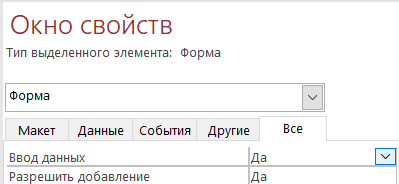 Окно свойств
Тип выделенного элемента: Форма
Форма
Макет Данные События Другие Все
Ввод данных Да
Разрешить добавление Да